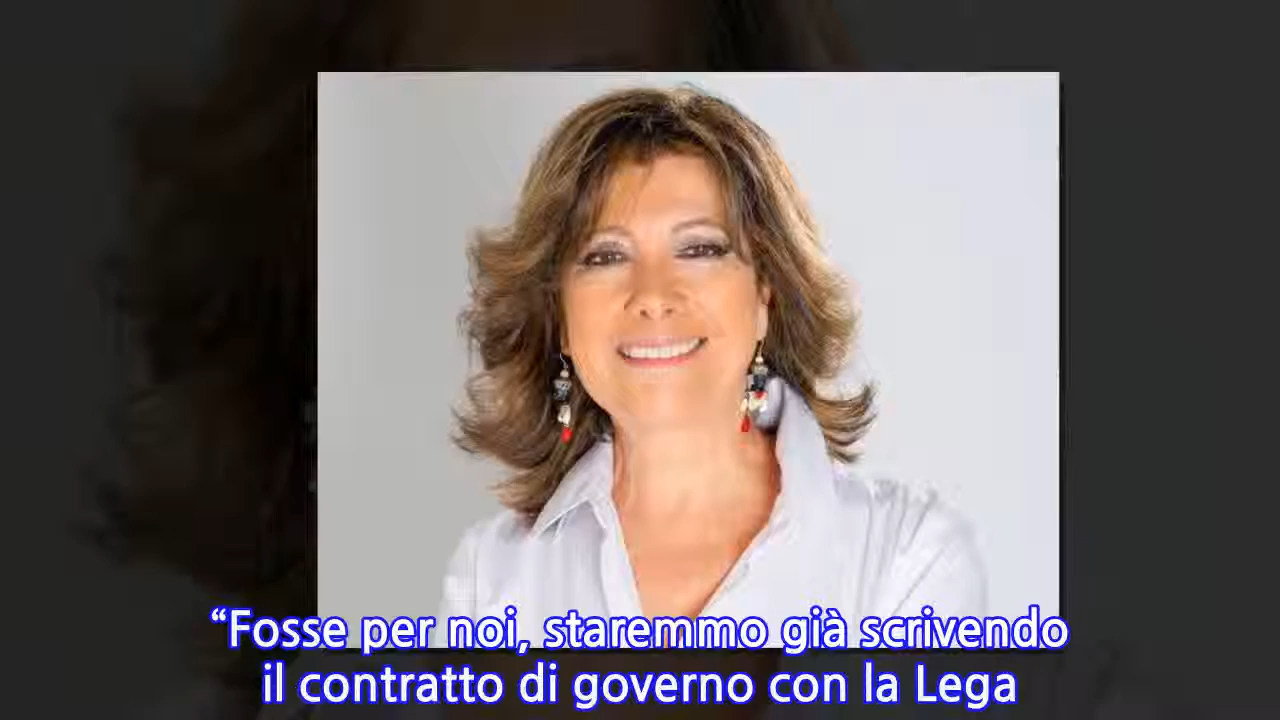 “Fosse per noi, staremmo già scrivendo
il contratto di governo con la Lega